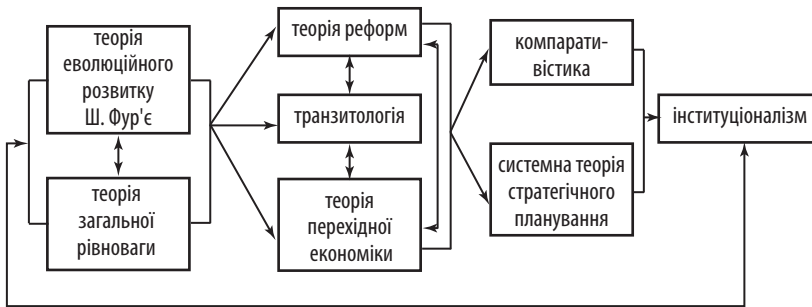 теорія
еволюційного
розвитку
Ш. Фур'є
теорія
загальної
рівноваги
теорія реформ
транзитологія
теорія
перехідної
економіки
компарати-
вістика
системна теорія
стратегічного
планування
інституціоналізм